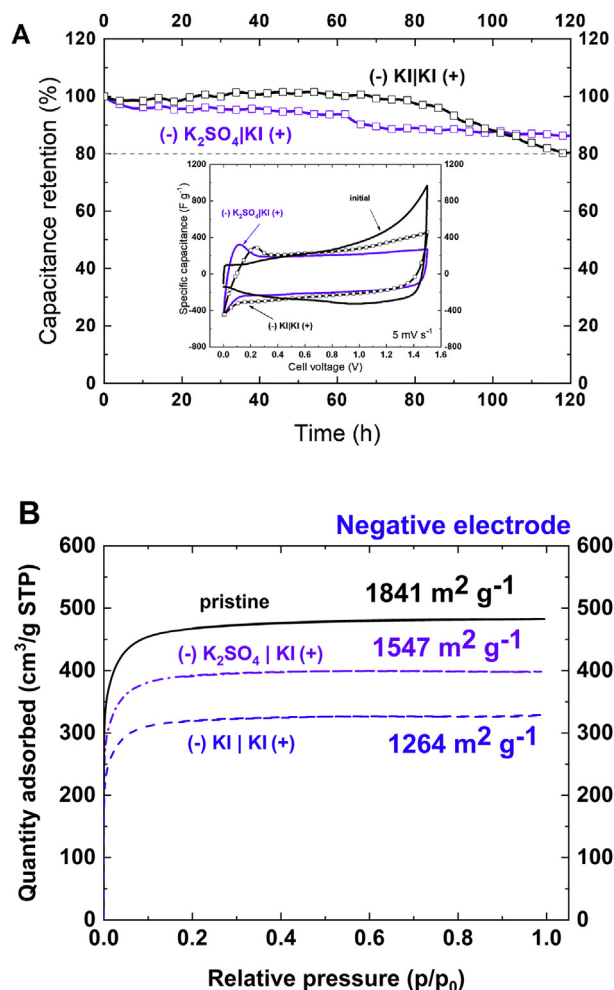 A
0 20 40 60 80 100 120
120 120
100 100
80 80
60 60
40 40
20 20
0 0
Capacitance retention (%)
(-) KI|KI (+)
(-) K₂SO₄|KI (+)
1200 1200
800 800
400 400
0 0
-400 -400
-800 -800
Specific capacitance (F g⁻¹)
(-) K₂SO₄|KI (+)
initial
(-) KI|KI (+)
5 mV s⁻¹
0.0 0.2 0.4 0.6 0.8 1.0 1.2 1.4 1.6
Cell voltage (V)
0 20 40 60 80 100 120
Time (h)
B
Negative electrode
600 600
500 500
400 400
300 300
200 200
100 100
0 0
Quantity adsorbed (cm³/g STP)
pristine
1841 m² g⁻¹
(-) K₂SO₄ | KI (+)
1547 m² g⁻¹
(-) KI | KI (+)
1264 m² g⁻¹
0.0 0.2 0.4 0.6 0.8 1.0
Relative pressure (p/p₀)